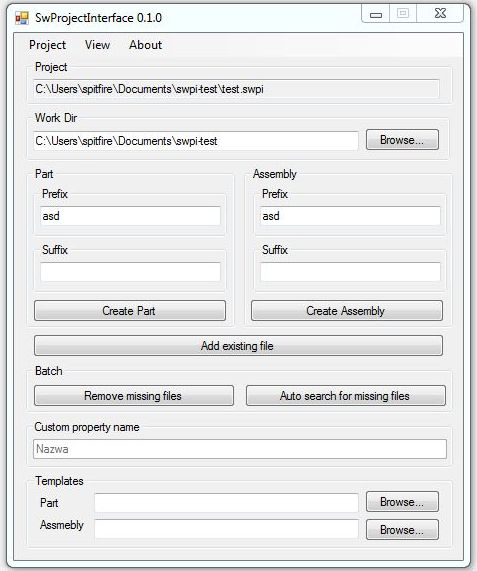 SwProjectInterface 0.1.0
Project View About
Project
C:\Users\spitfire\Documents\swpi-test\test.swpi
Work Dir
C:\Users\spitfire\Documents\swpi-test Browse...
Part Assembly
Prefix Prefix
asd asd
Suffix Suffix
Create Part Create Assembly
Add existing file
Batch
Remove missing files Auto search for missing files
Custom property name
Nazwa
Templates
Part Browse...
Assmebly Browse...